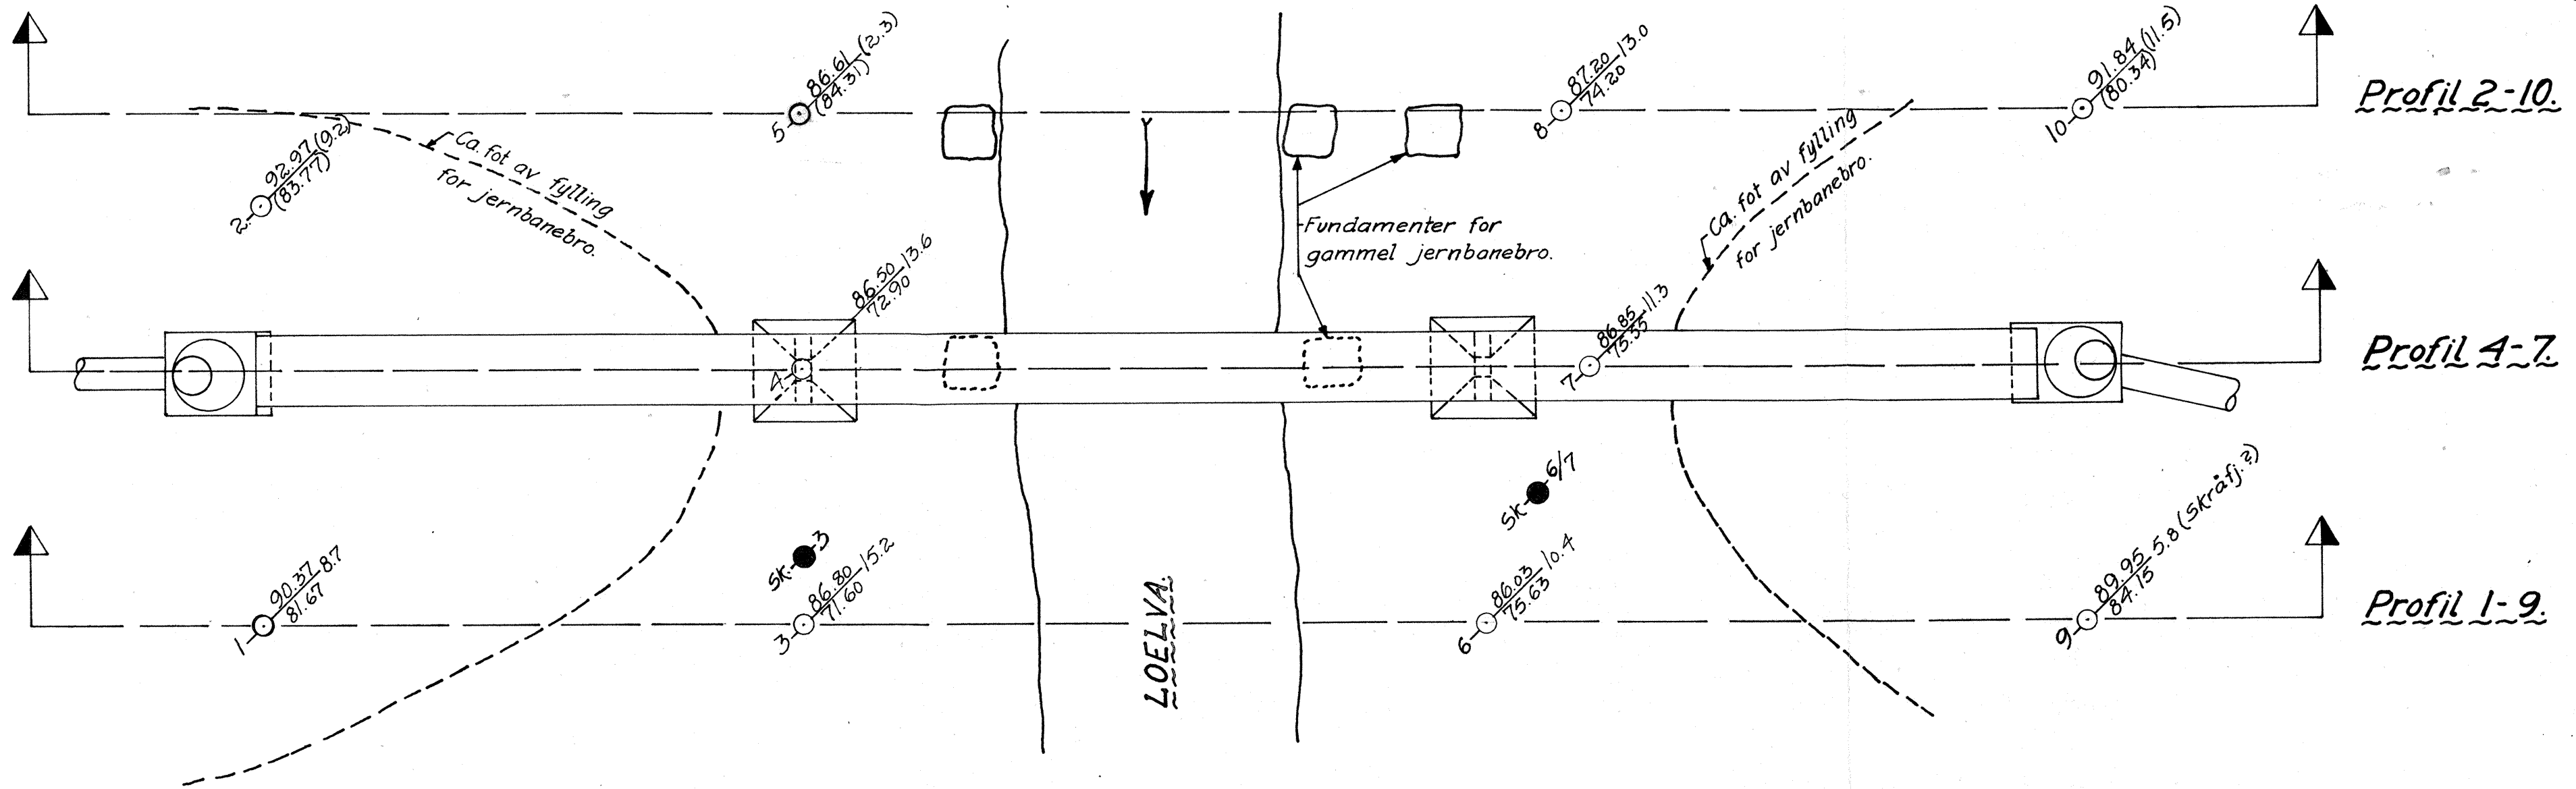 86.61 (2.3)
(84.31)
5
87.20 13.0
74.20
8
91.84 (11.5)
(80.34)
10
Profil 2-10.
92.97 (9.2)
(83.77)
2
Ca. fot av fylling
for jernbanebro.
Fundamenter for
gammel jernbanebro.
Ca. fot av fylling
for jernbanebro.
86.50 13.6
72.90
4
86.85 11.3
75.55
7
Profil 4-7.
90.37 8.7
81.67
1
Sk. 3
86.80 15.2
71.60
3
LOELVA.
Sk 6/7
86.03 10.4
75.63
6
89.95 5.8 (Skråfj.?)
84.15
9
Profil 1-9.